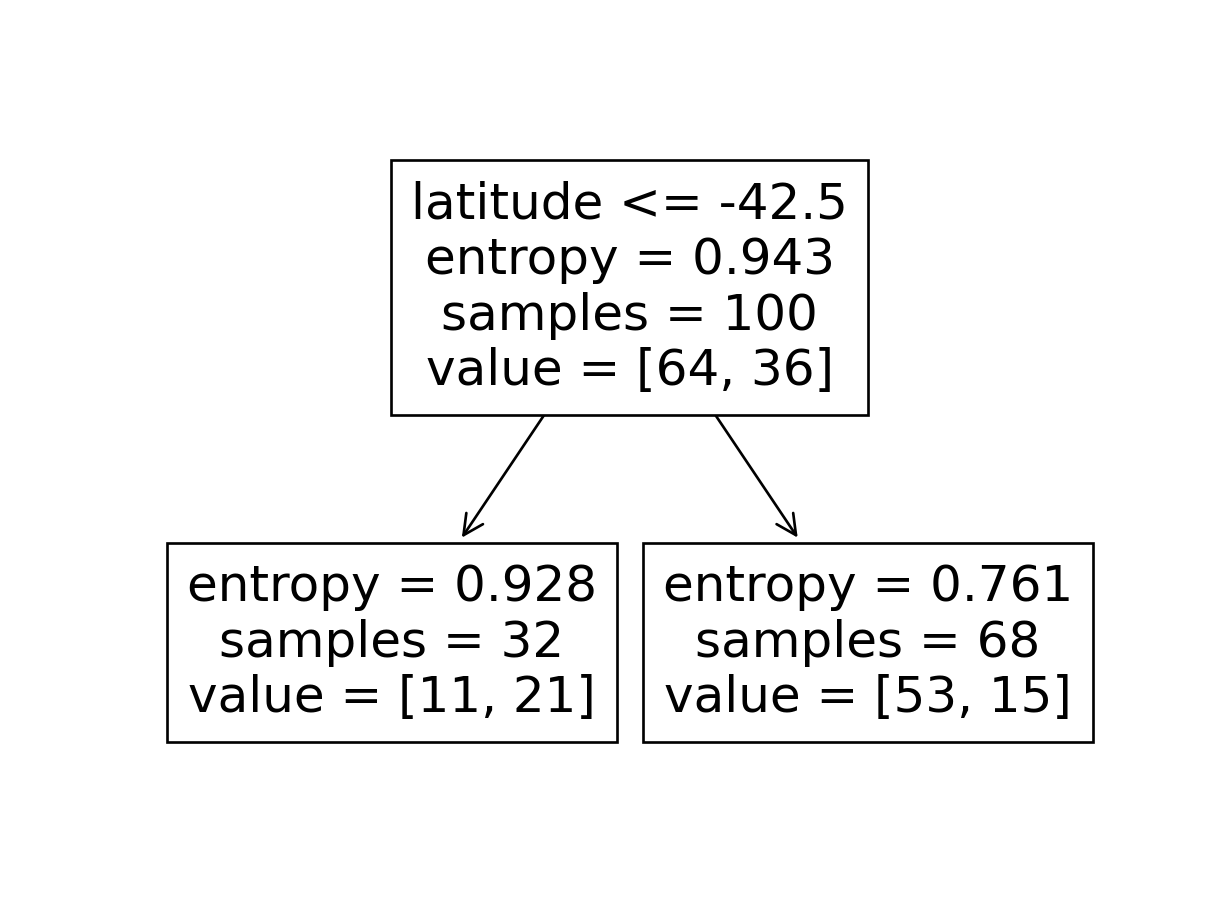 latitude <= -42.5
entropy = 0.943
samples = 100
value = [64, 36]
entropy = 0.928
samples = 32
value = [11, 21]
entropy = 0.761
samples = 68
value = [53, 15]